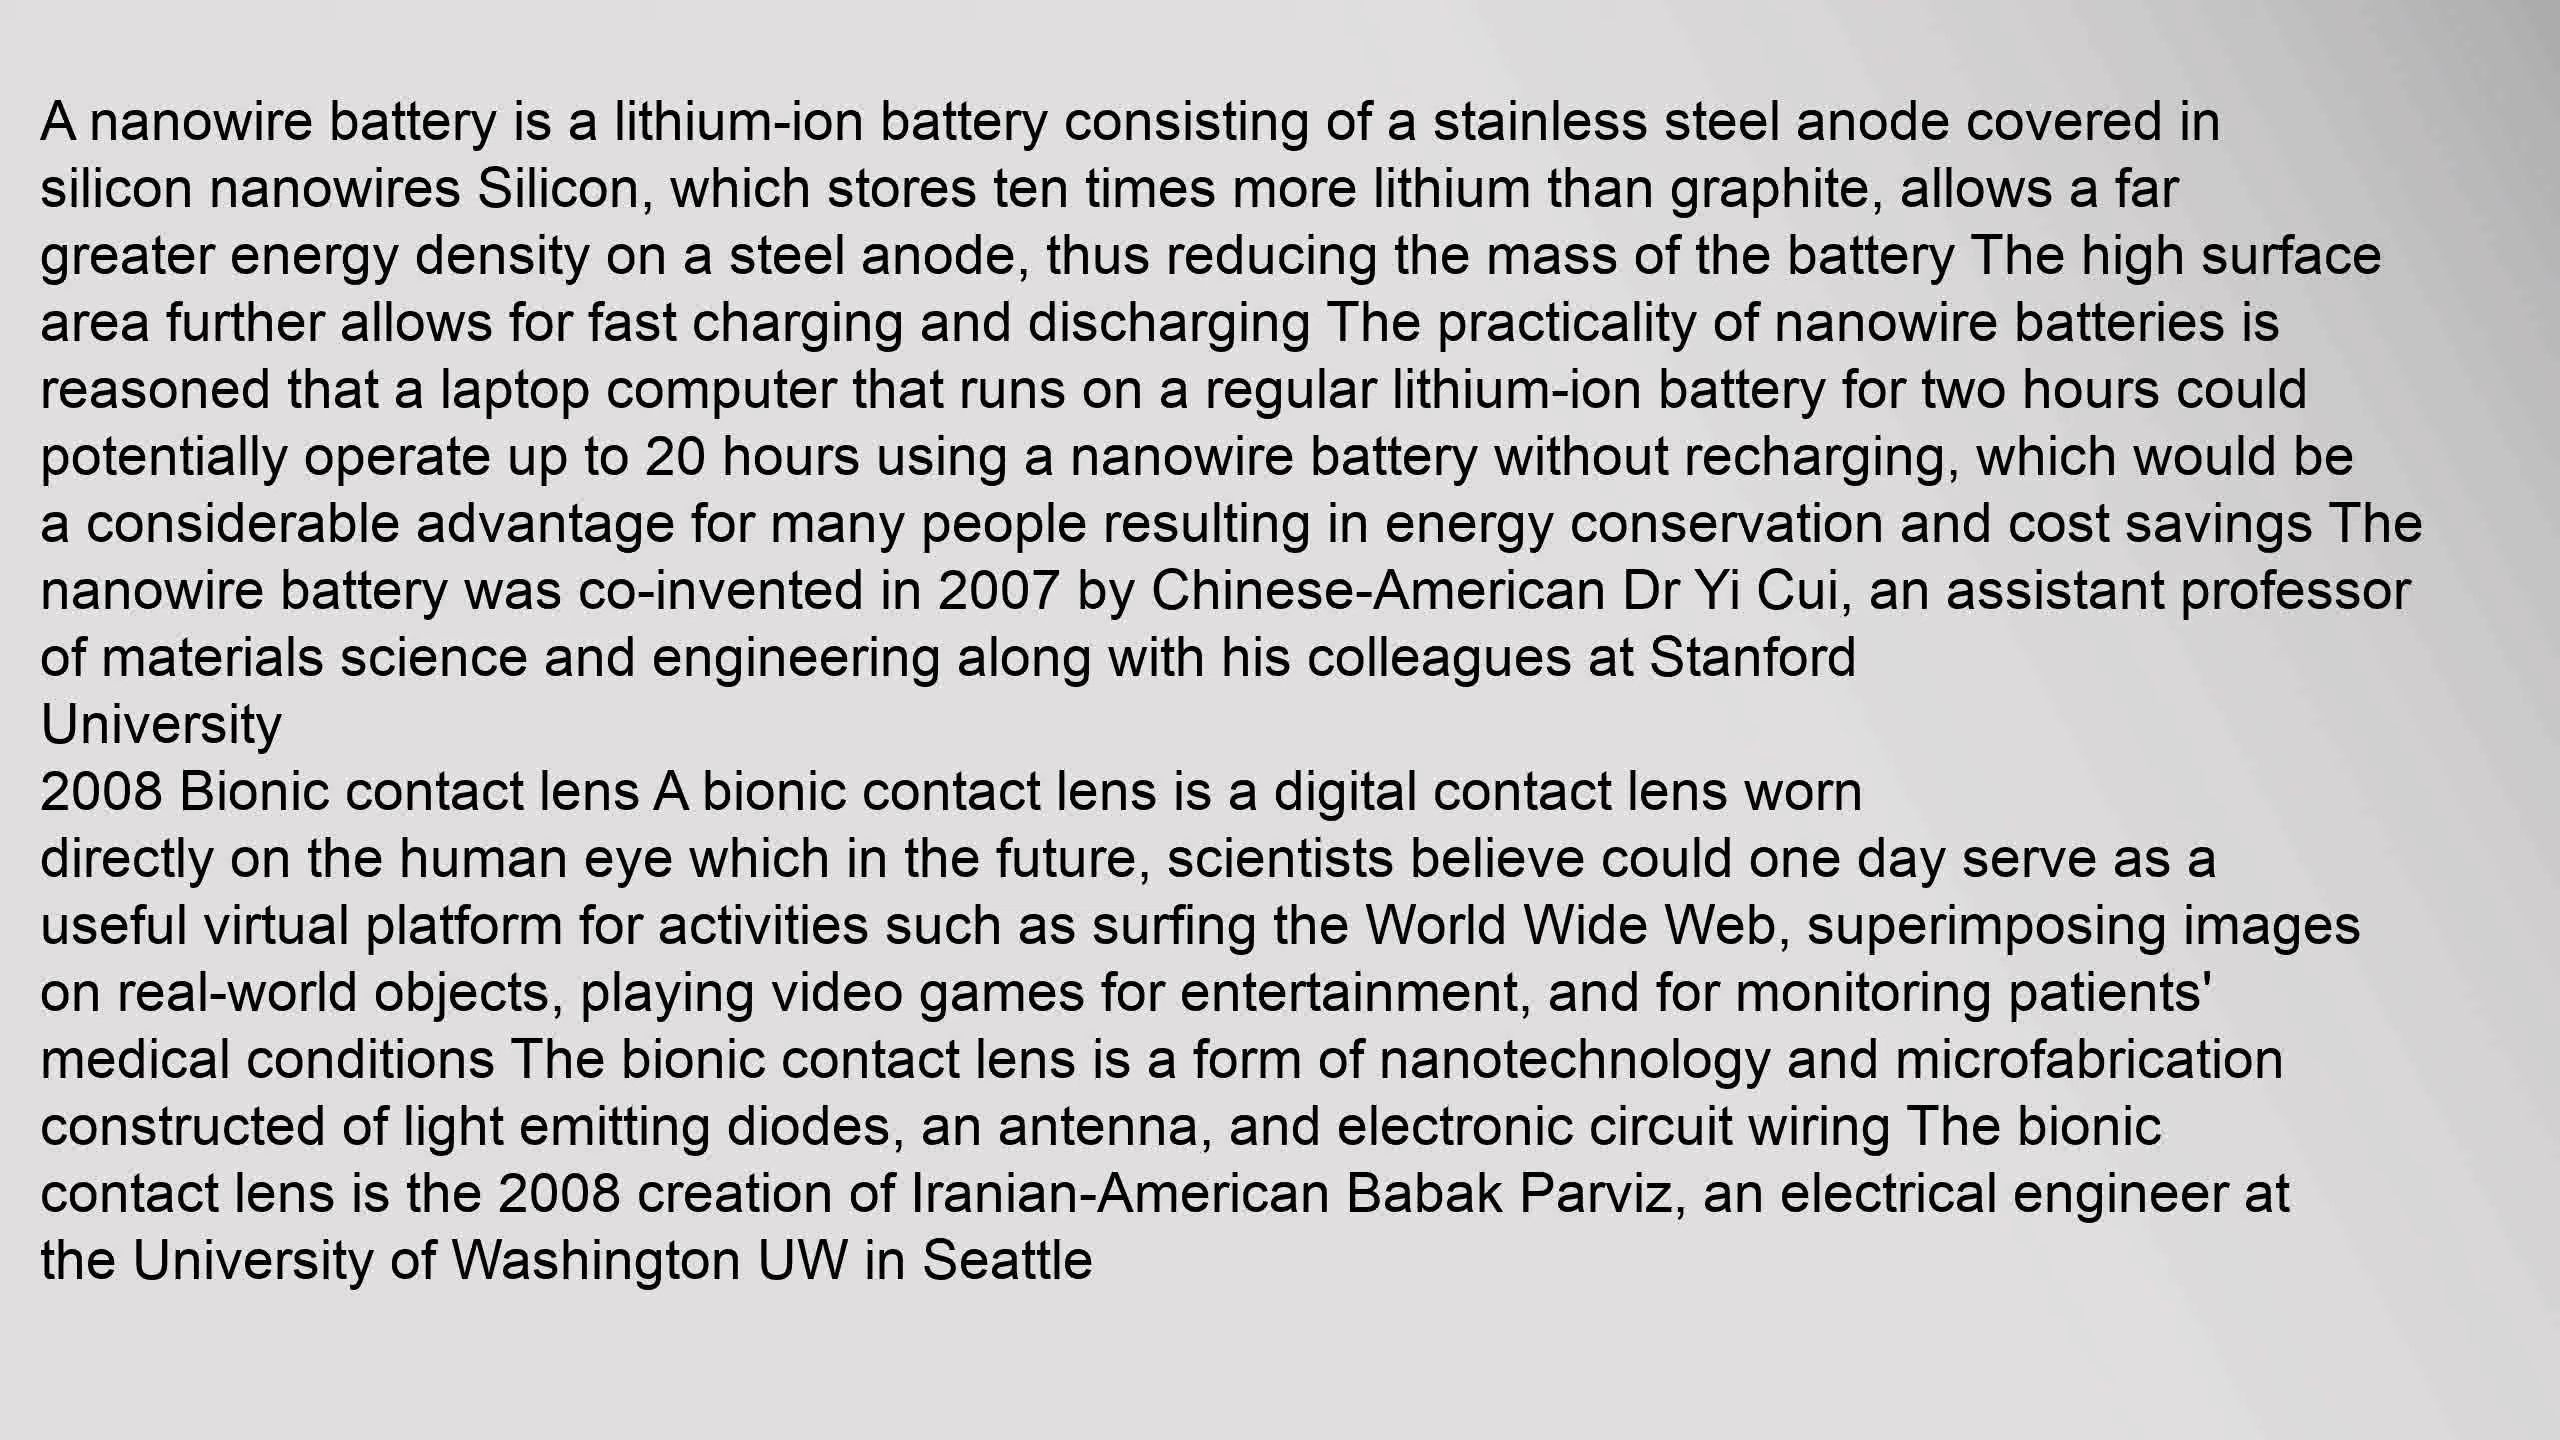 A nanowire battery is a lithium-ion battery consisting of a stainless steel anode covered in
silicon nanowires Silicon, which stores ten times more lithium than graphite, allows a far
greater energy density on a steel anode, thus reducing the mass of the battery The high surface
area further allows for fast charging and discharging The practicality of nanowire batteries is
reasoned that a laptop computer that runs on a regular lithium-ion battery for two hours could
potentially operate up to 20 hours using a nanowire battery without recharging, which would be
a considerable advantage for many people resulting in energy conservation and cost savings The
nanowire battery was co-invented in 2007 by Chinese-American Dr Yi Cui, an assistant professor
of materials science and engineering along with his colleagues at Stanford
University
2008 Bionic contact lens A bionic contact lens is a digital contact lens worn
directly on the human eye which in the future, scientists believe could one day serve as a
useful virtual platform for activities such as surfing the World Wide Web, superimposing images
on real-world objects, playing video games for entertainment, and for monitoring patients'
medical conditions The bionic contact lens is a form of nanotechnology and microfabrication
constructed of light emitting diodes, an antenna, and electronic circuit wiring The bionic
contact lens is the 2008 creation of Iranian-American Babak Parviz, an electrical engineer at
the University of Washington UW in Seattle